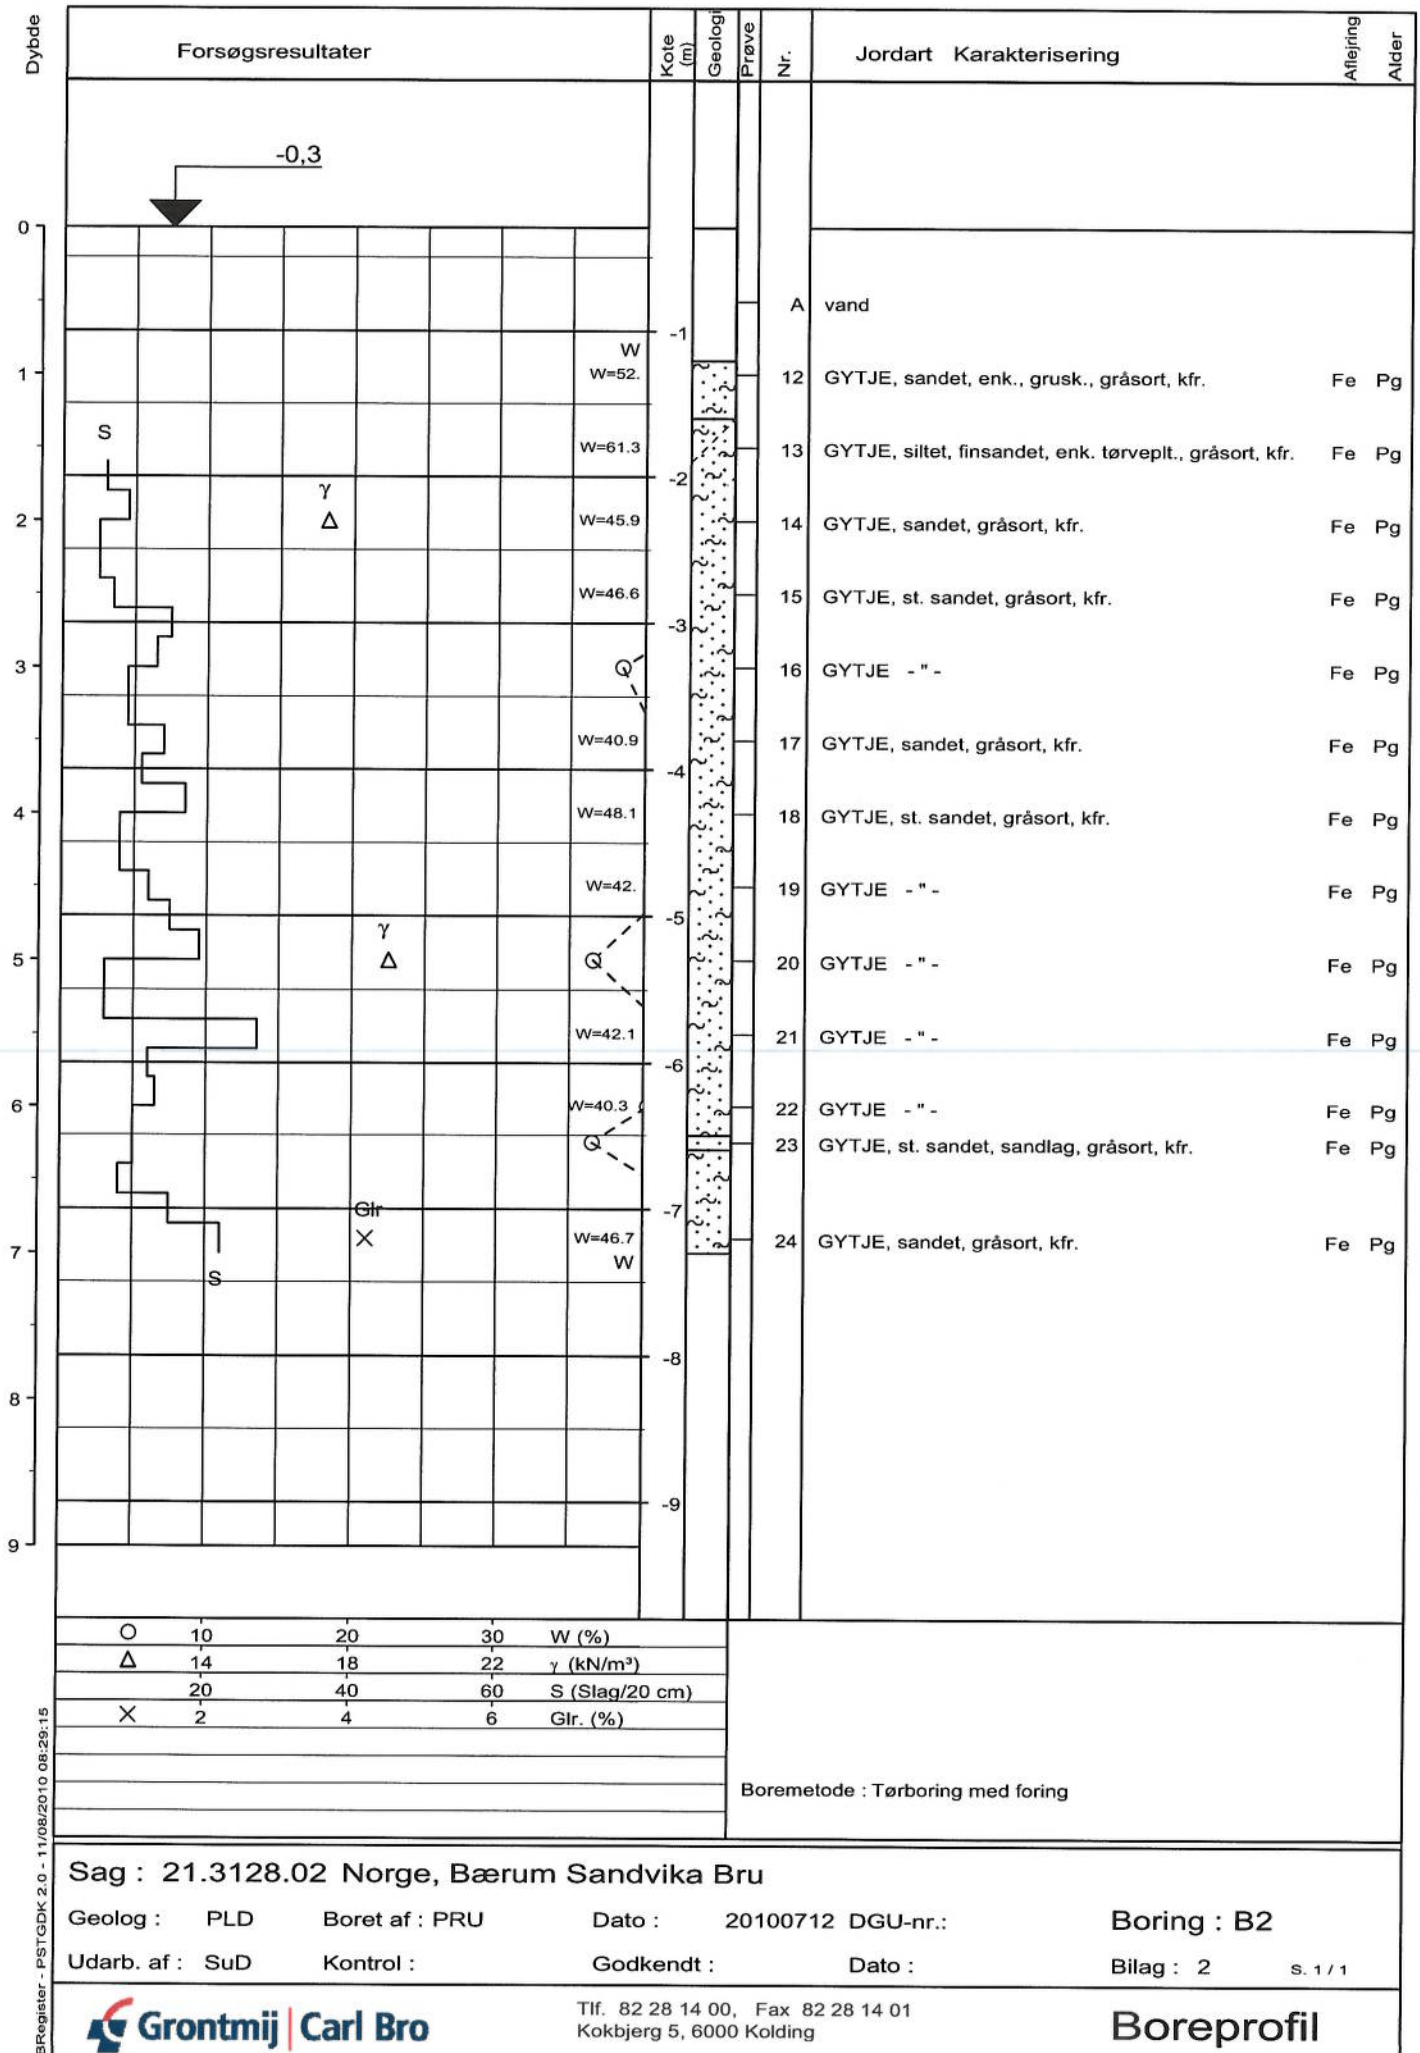 Dybde
Forsøgsresultater
Kote (m)
Geologi
Prøve
Nr.
Jordart Karakterisering
Aflejring
Alder
-0,3
0
A vand
-1
W
1 W=52. 12 GYTJE, sandet, enk., grusk., gråsort, kfr. Fe Pg
S
W=61.3 13 GYTJE, siltet, finsandet, enk. tørveplt., gråsort, kfr. Fe Pg
-2
γ
2 W=45.9 14 GYTJE, sandet, gråsort, kfr. Fe Pg
W=46.6 15 GYTJE, st. sandet, gråsort, kfr. Fe Pg
-3
3 16 GYTJE - " - Fe Pg
W=40.9 17 GYTJE, sandet, gråsort, kfr. Fe Pg
-4
4 W=48.1 18 GYTJE, st. sandet, gråsort, kfr. Fe Pg
W=42. 19 GYTJE - " - Fe Pg
-5
γ
5 20 GYTJE - " - Fe Pg
W=42.1 21 GYTJE - " - Fe Pg
-6
6 W=40.3 22 GYTJE - " - Fe Pg
23 GYTJE, st. sandet, sandlag, gråsort, kfr. Fe Pg
Glr -7
W=46.7 24 GYTJE, sandet, gråsort, kfr. Fe Pg
7 W
S
-8
8
-9
9
10 20 30 W (%)
14 18 22 γ (kN/m³)
20 40 60 S (Slag/20 cm)
2 4 6 Glr. (%)
Boremetode : Tørboring med foring
BRegister - PSTGDK 2.0 - 11/08/2010 08:29:15
Sag : 21.3128.02 Norge, Bærum Sandvika Bru
Geolog : PLD Boret af : PRU Dato : 20100712 DGU-nr.: Boring : B2
Udarb. af : SuD Kontrol : Godkendt : Dato : Bilag : 2 S. 1 / 1
Grontmij | Carl Bro
Tlf. 82 28 14 00, Fax 82 28 14 01
Kokbjerg 5, 6000 Kolding
Boreprofil